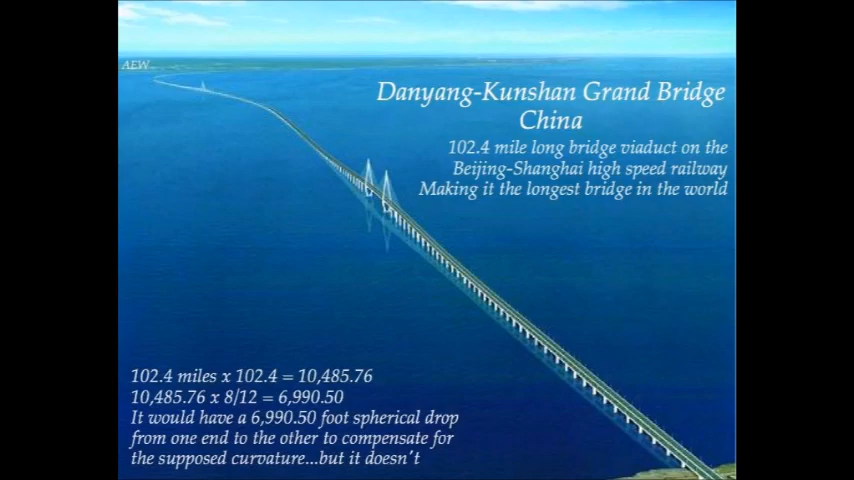 AEW
Danyang-Kunshan Grand Bridge
China
102.4 mile long bridge viaduct on the
Beijing-Shanghai high speed railway
Making it the longest bridge in the world
102.4 miles x 102.4 = 10,485.76
10,485.76 x 8/12 = 6,990.50
It would have a 6,990.50 foot spherical drop
from one end to the other to compensate for
the supposed curvature...but it doesn't